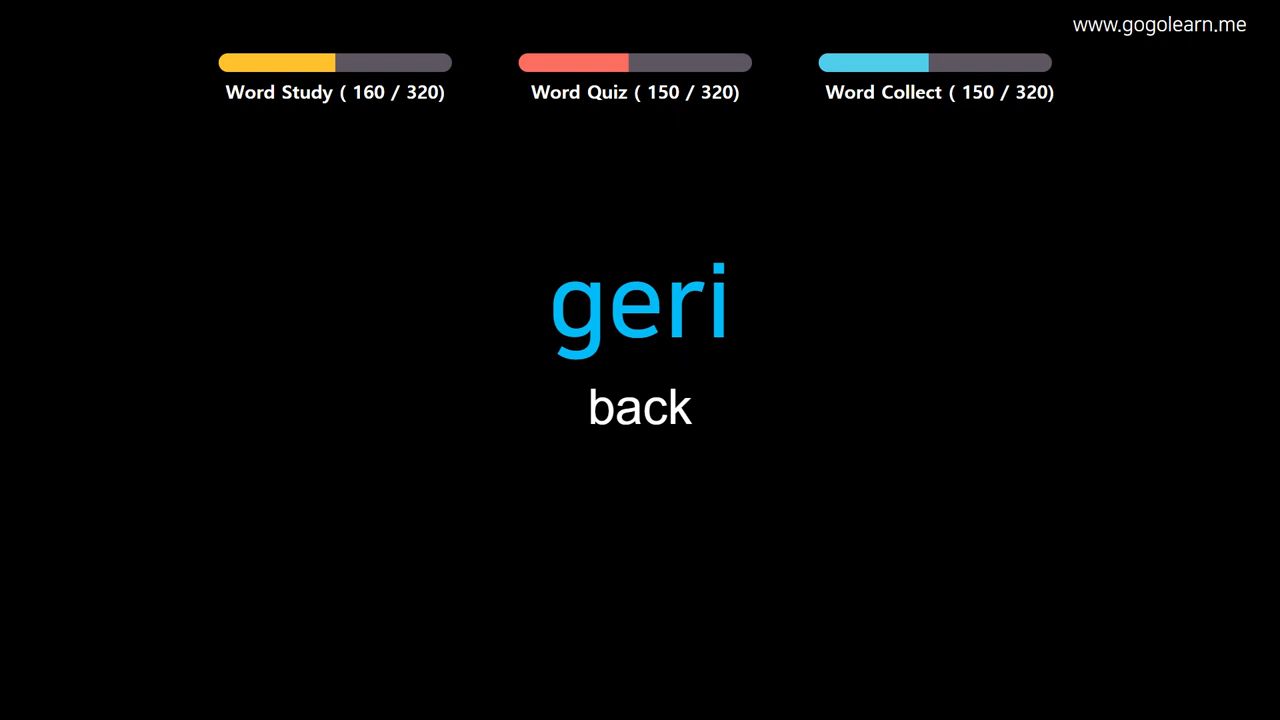 www.gogolearn.me
Word Study ( 160 / 320)
Word Quiz ( 150 / 320)
Word Collect ( 150 / 320)
geri
back